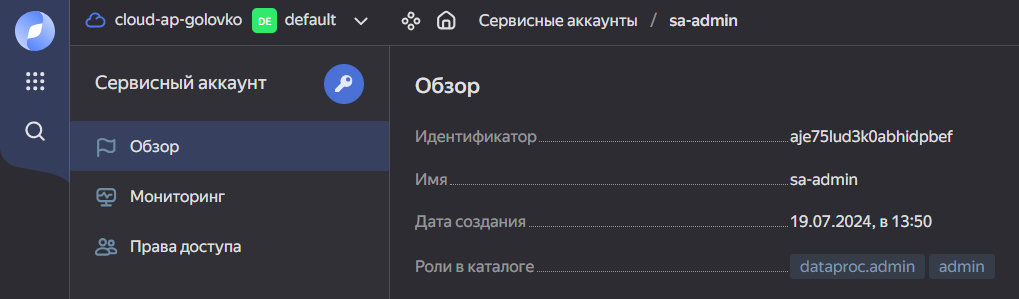 cloud-ap-golovko DE default Сервисные аккаунты / sa-admin
Сервисный аккаунт
Обзор
Мониторинг
Права доступа
Обзор
Идентификатор aje75lud3k0abhidpbef
Имя sa-admin
Дата создания 19.07.2024, в 13:50
Роли в каталоге dataproc.admin admin